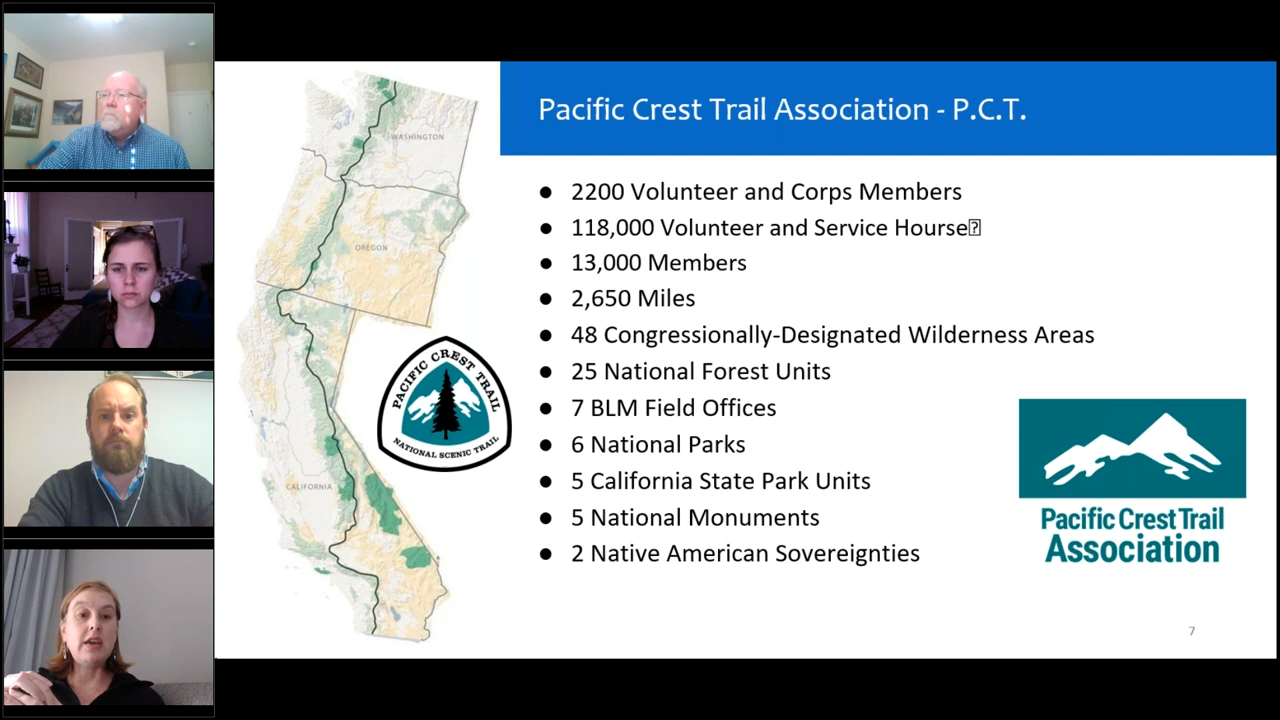 Pacific Crest Trail Association - P.C.T.
● 2200 Volunteer and Corps Members
● 118,000 Volunteer and Service Hourse⍰
● 13,000 Members
● 2,650 Miles
● 48 Congressionally-Designated Wilderness Areas
● 25 National Forest Units
● 7 BLM Field Offices
● 6 National Parks
● 5 California State Park Units
● 5 National Monuments
● 2 Native American Sovereignties
WASHINGTON
OREGON
CALIFORNIA
PACIFIC CREST TRAIL
NATIONAL SCENIC TRAIL
Pacific Crest Trail
Association
7